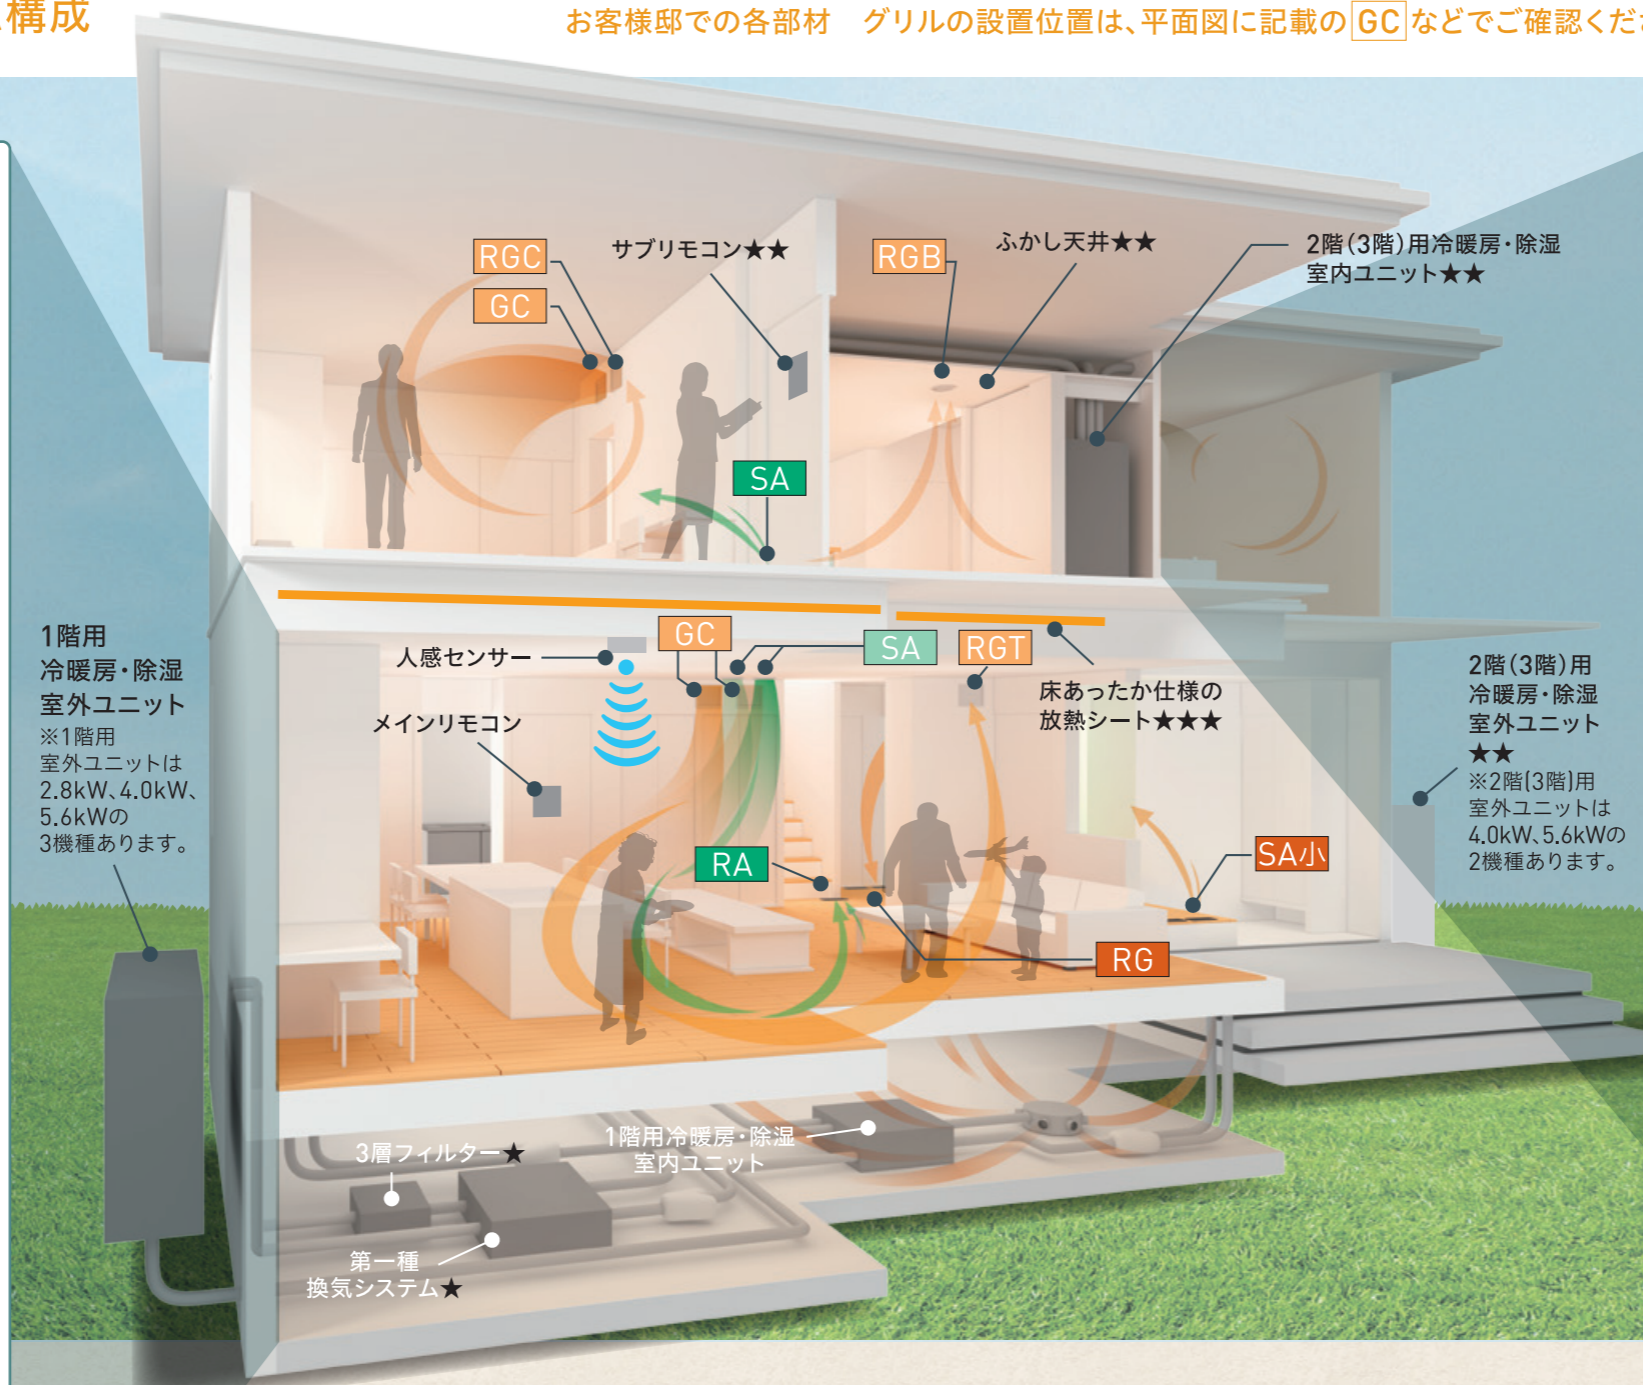 構成
お客様邸での各部材　グリルの設置位置は、平面図に記載のGCなどでご確認くだ
RGC
GC
サブリモコン★★
RGB
ふかし天井★★
2階(3階)用冷暖房・除湿
室内ユニット★★
SA
1階用
冷暖房・除湿
室外ユニット
※1階用
室外ユニットは
2.8kW、4.0kW、
5.6kWの
3機種あります。
人感センサー
メインリモコン
GC
SA
RGT
床あったか仕様の
放熱シート★★★
2階(3階)用
冷暖房・除湿
室外ユニット
★★
※2階(3階)用
室外ユニットは
4.0kW、5.6kWの
2機種あります。
RA
SA小
RG
3層フィルター★
1階用冷暖房・除湿
室内ユニット
第一種
換気システム★